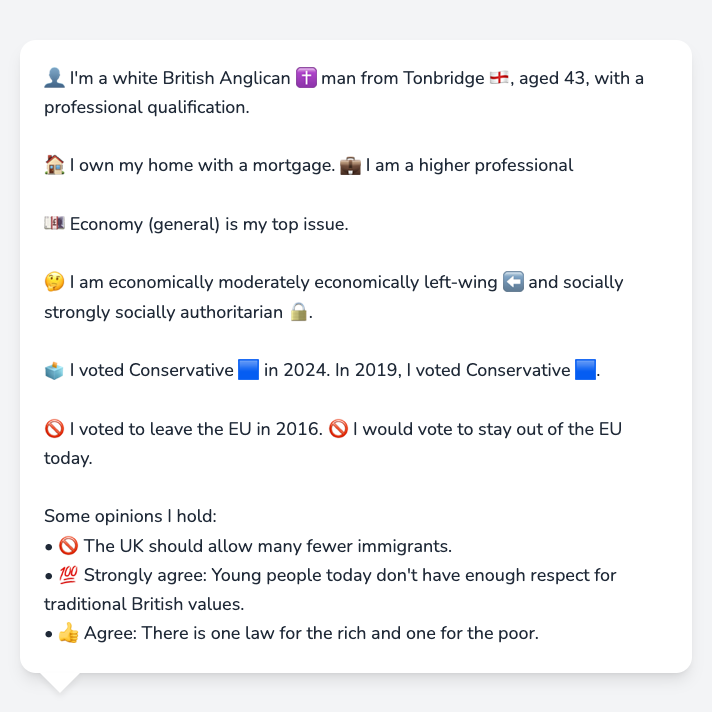 👤 I'm a white British Anglican ✝️ man from Tonbridge 🏴󠁧󠁢󠁥󠁮󠁧󠁿, aged 43, with a
professional qualification.
🏠 I own my home with a mortgage. 💼 I am a higher professional
💷 Economy (general) is my top issue.
🤔 I am economically moderately economically left-wing ⬅️ and socially
strongly socially authoritarian 🔒.
🗳️ I voted Conservative 🟦 in 2024. In 2019, I voted Conservative 🟦.
🚫 I voted to leave the EU in 2016. 🚫 I would vote to stay out of the EU
today.
Some opinions I hold:
• 🚫 The UK should allow many fewer immigrants.
• 💯 Strongly agree: Young people today don't have enough respect for
traditional British values.
• 👍 Agree: There is one law for the rich and one for the poor.